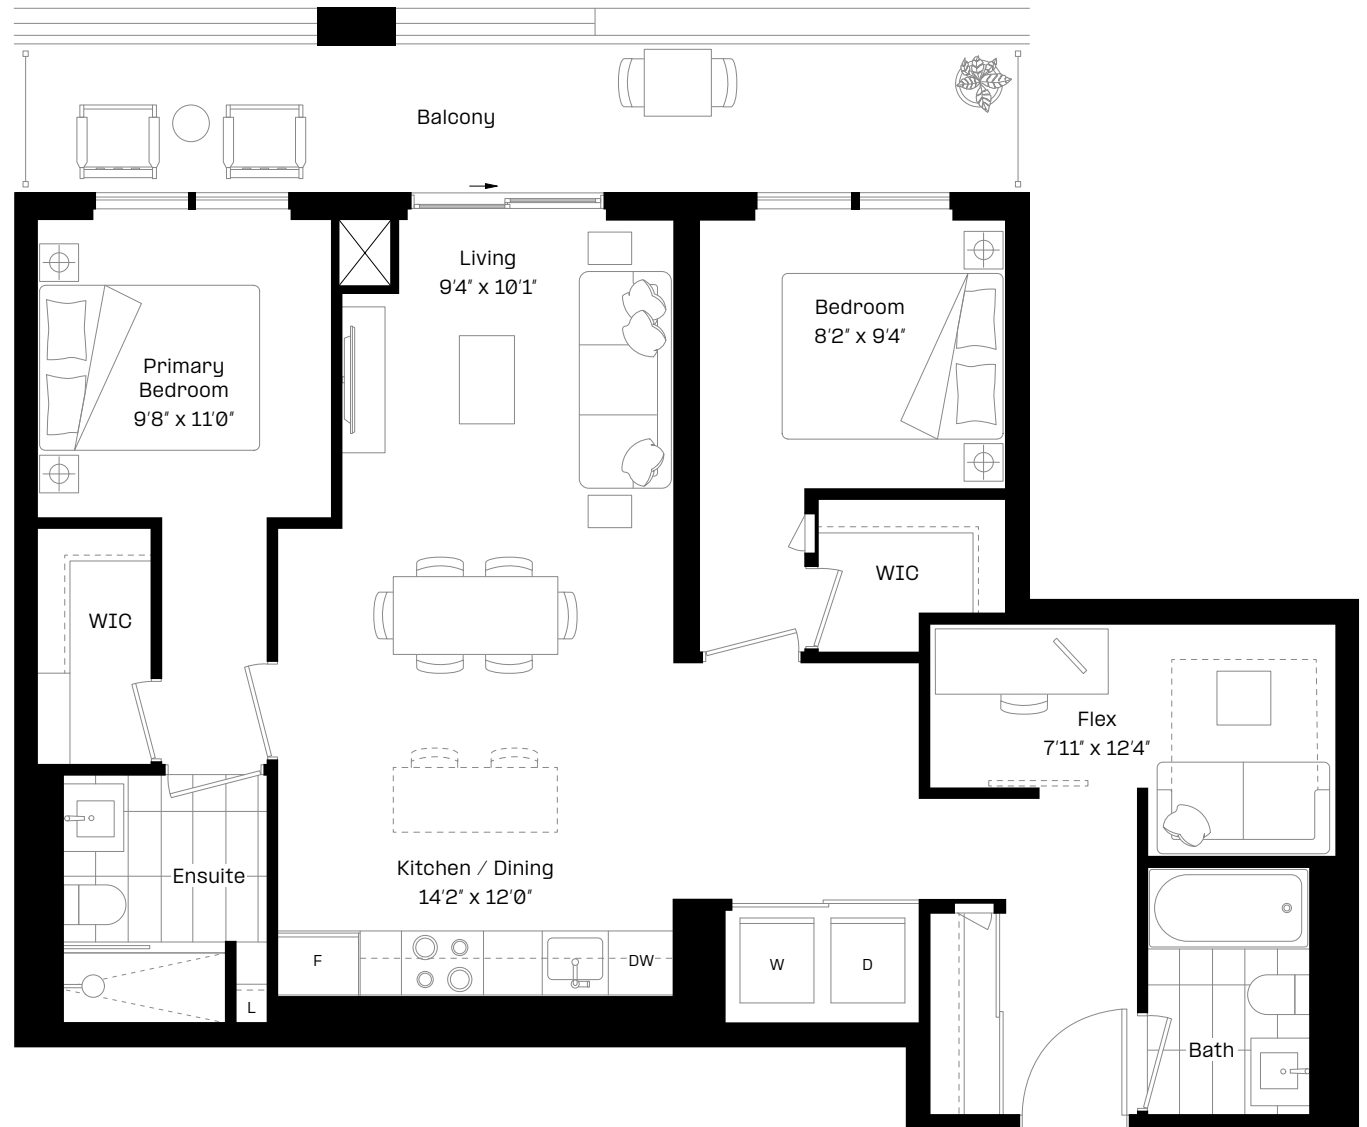 Balcony
Living
9'4" x 10'1"
Bedroom
8'2" x 9'4"
Primary
Bedroom
9'8" x 11'0"
WIC
WIC
Flex
7'11" x 12'4"
Ensuite
Kitchen / Dining
14'2" x 12'0"
F
DW
W
D
L
Bath